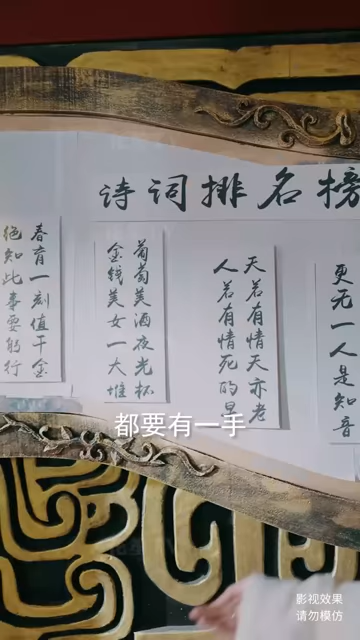 诗词排名榜
更无一人是知音
天若有情天亦老
人若有情死的早
葡萄美酒夜光杯
金钱美女一大堆
春宵一刻值千金
绝知此事要躬行
都要有一手
影视效果
请勿模仿